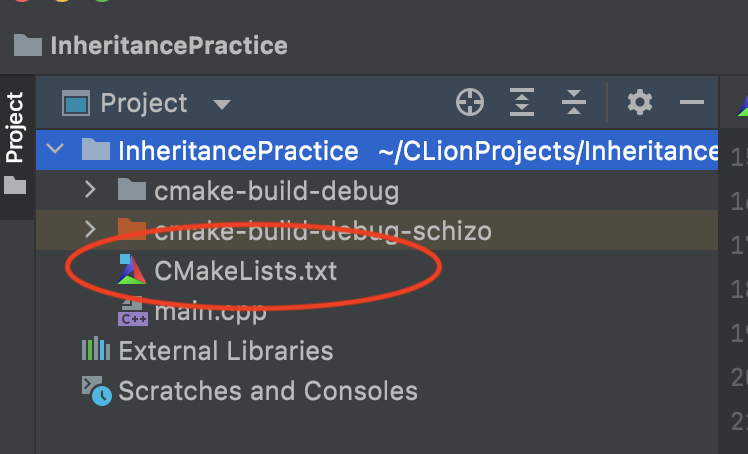 InheritancePractice
Project
Project
InheritancePractice ~/CLionProjects/Inheritance
cmake-build-debug
cmake-build-debug-schizo
CMakeLists.txt
C++ main.cpp
External Libraries
Scratches and Consoles
15
16
17
18
19
20